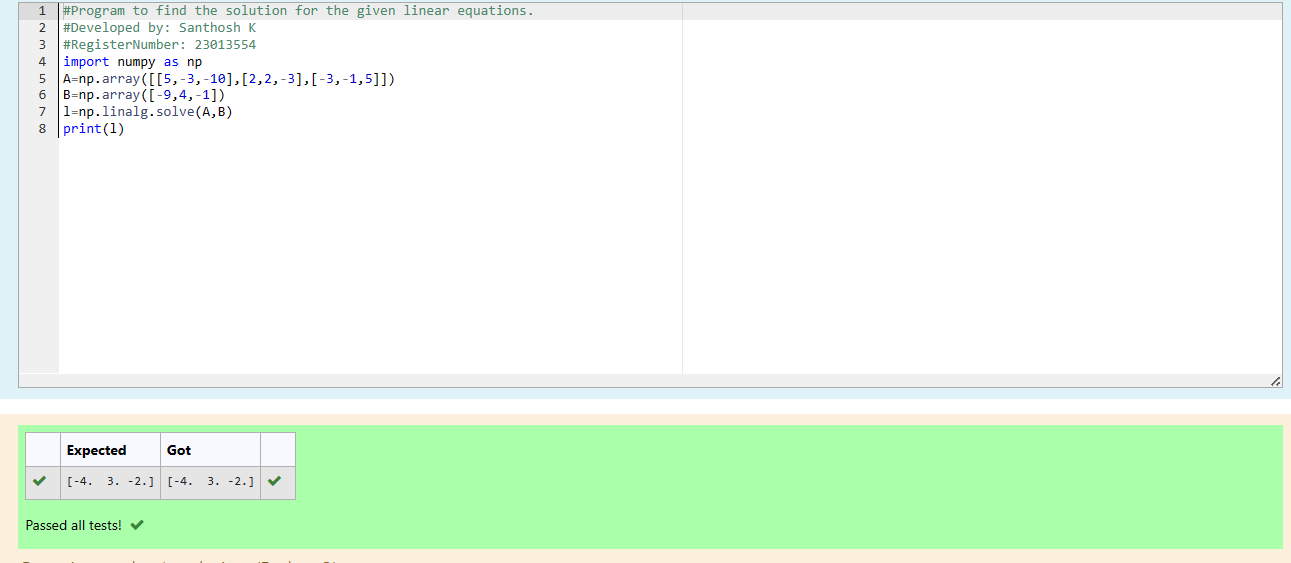 1 #Program to find the solution for the given linear equations.
2 #Developed by: Santhosh K
3 #RegisterNumber: 23013554
4 import numpy as np
5 A=np.array([[5,-3,-10],[2,2,-3],[-3,-1,5]])
6 B=np.array([-9,4,-1])
7 l=np.linalg.solve(A,B)
8 print(l)
Expected Got
[-4.  3. -2.] [-4.  3. -2.]
Passed all tests!